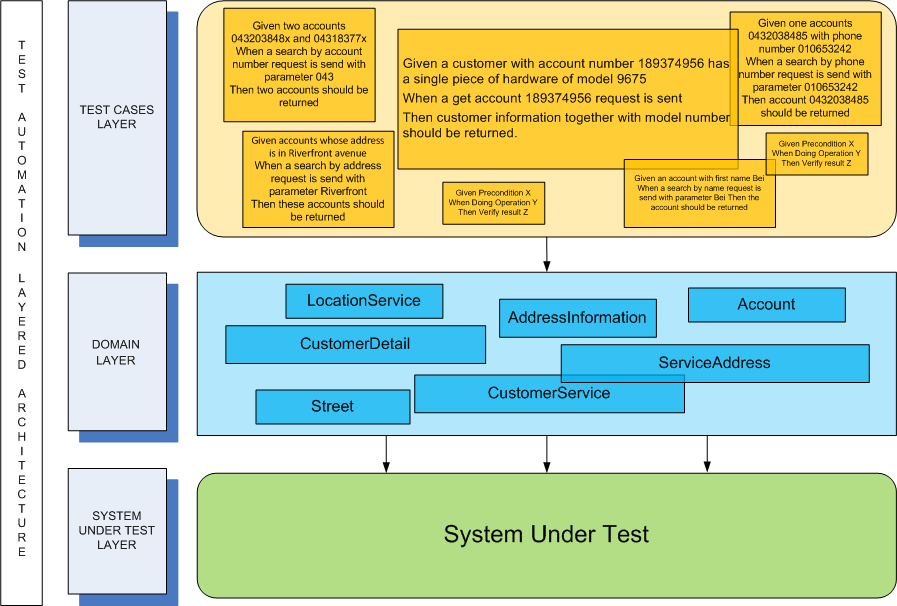 TEST AUTOMATION LAYERED ARCHITECTURE
TEST CASES
LAYER
Given two accounts
043203848x and 04318377x
When a search by account
number request is send with
parameter 043
Then two accounts should be
returned
Given a customer with account number 189374956 has
a single piece of hardware of model 9675
When a get account 189374956 request is sent
Then customer information together with model number
should be returned.
Given one accounts
0432038485 with phone
number 010653242
When a search by phone
number request is send with
parameter 010653242
Then account 0432038485
should be returned
Given accounts whose address
is in Riverfront avenue
When a search by address
request is send with
parameter Riverfront
Then these accounts should
be returned
Given Precondition X
When Doing Operation Y
Then Verify result Z
Given an account with first name Bei
When a search by name request is
send with parameter Bei Then the
account should be returned
Given Precondition X
When Doing Operation Y
Then Verify result Z
DOMAIN
LAYER
LocationService
AddressInformation
Account
CustomerDetail
ServiceAddress
CustomerService
Street
SYSTEM
UNDER TEST
LAYER
System Under Test